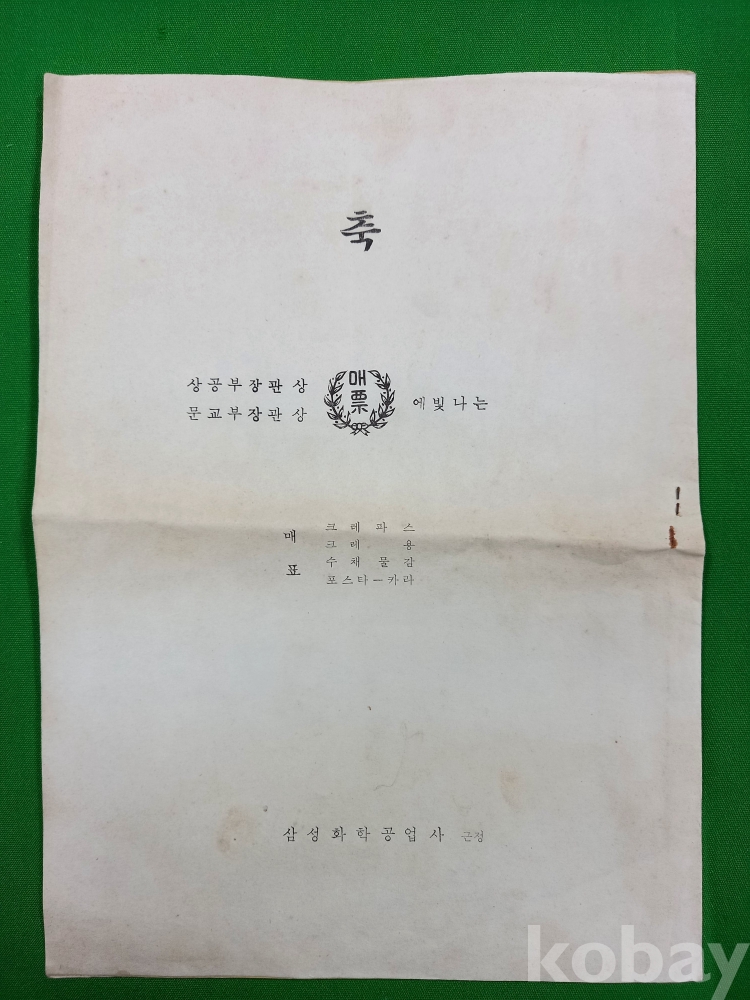 축
상공부장관상
문교부장관상
매
票
에빛나는
매표
크레파스
크레용
수채물감
포스타ー카라
삼성화학공업사 근정
kobay